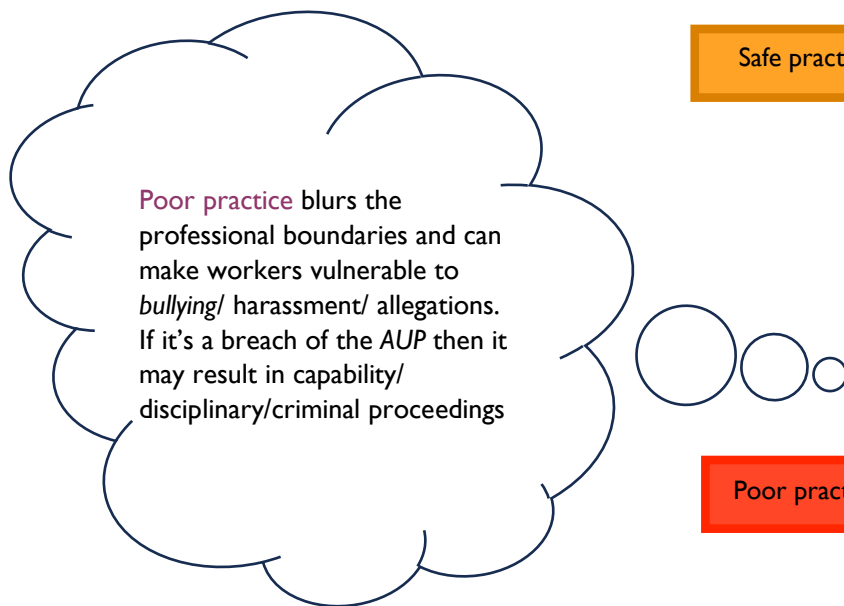 Safe pract
Poor practice blurs the
professional boundaries and can
make workers vulnerable to
bullying/ harassment/ allegations.
If it’s a breach of the AUP then it
may result in capability/
disciplinary/criminal proceedings
Poor pract